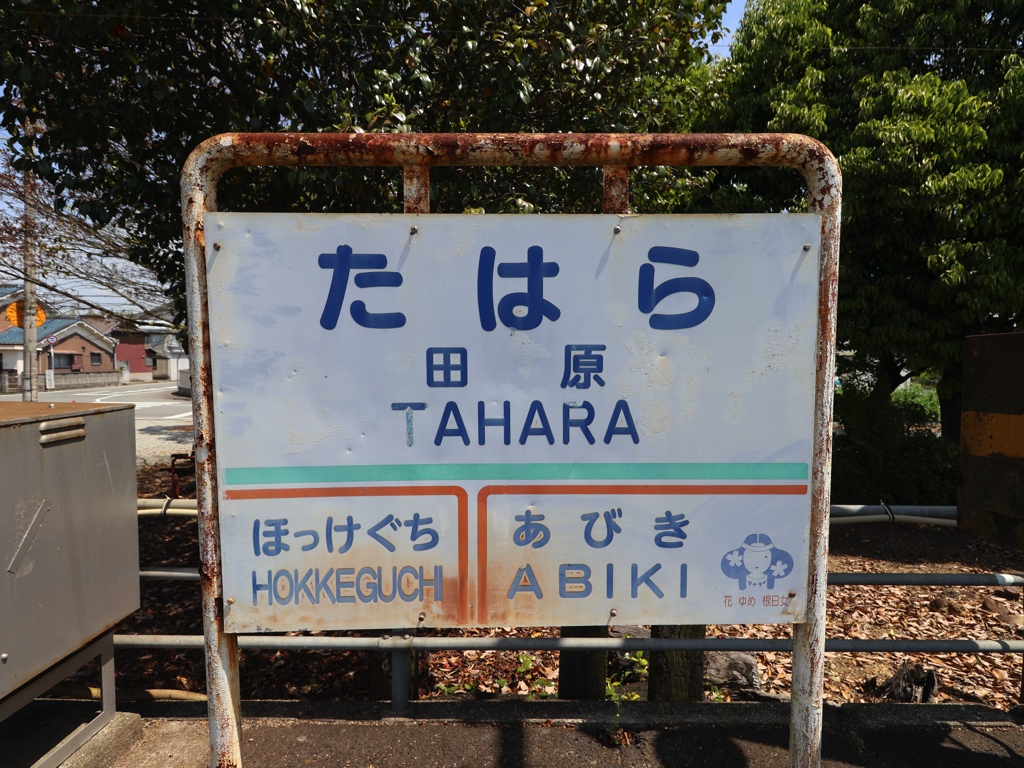 たはら
田原
TAHARA
ほっけぐち
HOKKEGUCHI
あびき
ABIKI
花 ゆめ 根日女